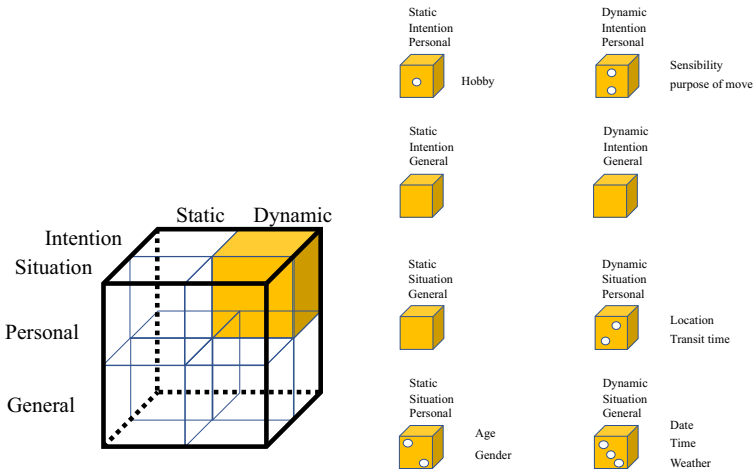 Static
Dynamic
Intention
Situation
Personal
General
Static
Intention
Personal
Hobby
Dynamic
Intention
Personal
Sensibility
purpose of move
Static
Intention
General
Dynamic
Intention
General
Static
Situation
General
Dynamic
Situation
Personal
Location
Transit time
Static
Situation
Personal
Age
Gender
Dynamic
Situation
General
Date
Time
Weather